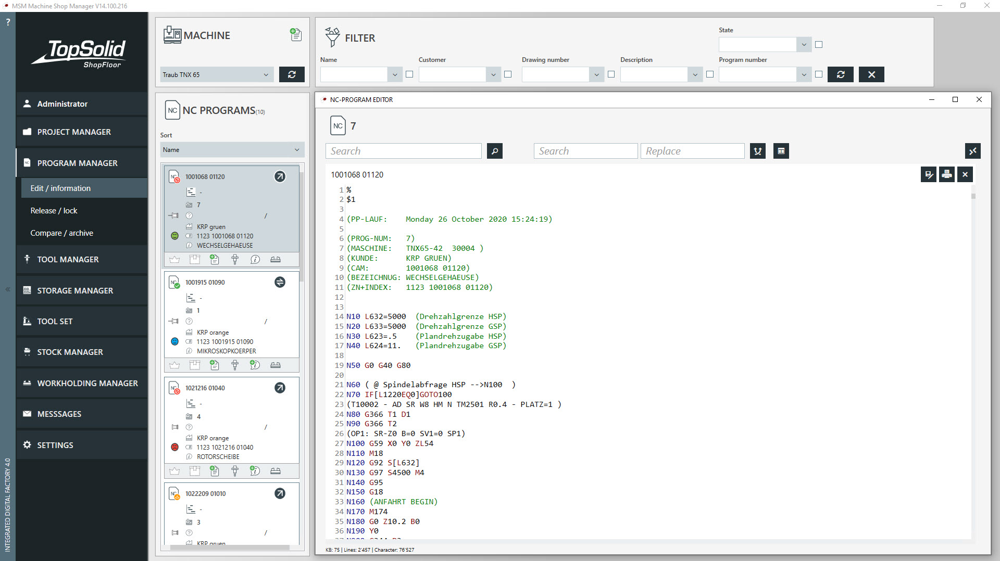 MSM Machine Shop Manager V14.100.216
?
TopSolid
ShopFloor
Administrator
PROJECT MANAGER
PROGRAM MANAGER
Edit / information
Release / lock
Compare / archive
TOOL MANAGER
STORAGE MANAGER
TOOL SET
STOCK MANAGER
WORKHOLDING MANAGER
MESSSAGES
SETTINGS
INTEGRATED DIGITAL FACTORY 4.0
MACHINE
Traub TNX 65
FILTER
State
Name
Customer
Drawing number
Description
Program number
NC
NC PROGRAMS(10)
Sort
Name
NC
1001068 01120
-
7
/
KRP gruen
1123 1001068 01120
WECHSELGEHAEUSE
NC
1001915 01090
-
1
/
KRP orange
1123 1001915 01090
MIKROSKOPKOERPER
NC
1021216 01040
-
4
/
KRP orange
1123 1021216 01040
ROTORSCHEIBE
NC
1022209 01010
-
3
/
KRP gruen
NC-PROGRAM EDITOR
NC
7
Search
Search
Replace
1001068 01120
1 %
2 $1
3
4 (PP-LAUF: Monday 26 October 2020 15:24:19)
5
6 (PROG-NUM: 7)
7 (MASCHINE: TNX65-42 30004 )
8 (KUNDE: KRP GRUEN)
9 (CAM: 1001068 01120)
10 (BEZEICHNUG: WECHSELGEHAEUSE)
11 (ZN+INDEX: 1123 1001068 01120)
12
13
14 N10 L632=5000 (Drehzahlgrenze HSP)
15 N20 L633=5000 (Drehzahlgrenze GSP)
16 N30 L623=.5 (Plandrehzugabe HSP)
17 N40 L624=11. (Plandrehzugabe GSP)
18
19 N50 G0 G40 G80
20
21 N60 ( @ Spindelabfrage HSP -->N100 )
22 N70 IF[L1220EQ0]GOTO100
23 (T10002 - AD SR W8 HM N TM2501 R0.4 - PLATZ=1 )
24 N80 G366 T1 D1
25 N90 G366 T2
26 (OP1: SR-Z0 B=0 SV1=0 SP1)
27 N100 G59 X0 Y0 ZL54
28 N110 M18
29 N120 G92 S[L632]
30 N130 G97 S4500 M4
31 N140 G95
32 N150 G18
33 N160 (ANFAHRT BEGIN)
34 N170 M174
35 N180 G0 Z10.2 B0
36 N190 Y0
KB: 75 | Lines: 2'457 | Character: 76'527